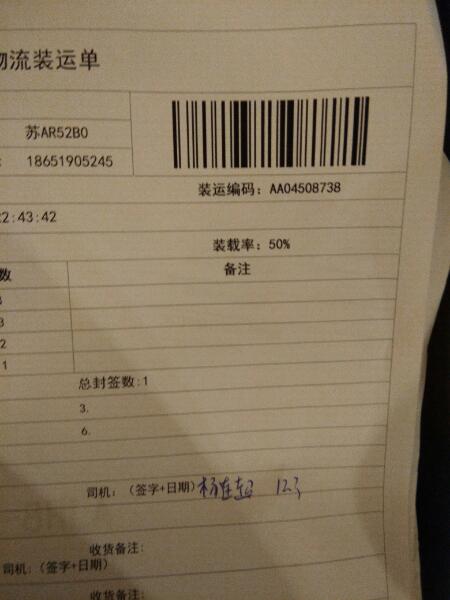 物流装运单
苏AR52B0
: 18651905245
装运编码: AA04508738
22:43:42
装载率: 50%
数
备注
3
2
1
总封签数:1
3.
6.
司机: (签字+日期)
收货备注:
司机: (签字+日期)
收货备注: